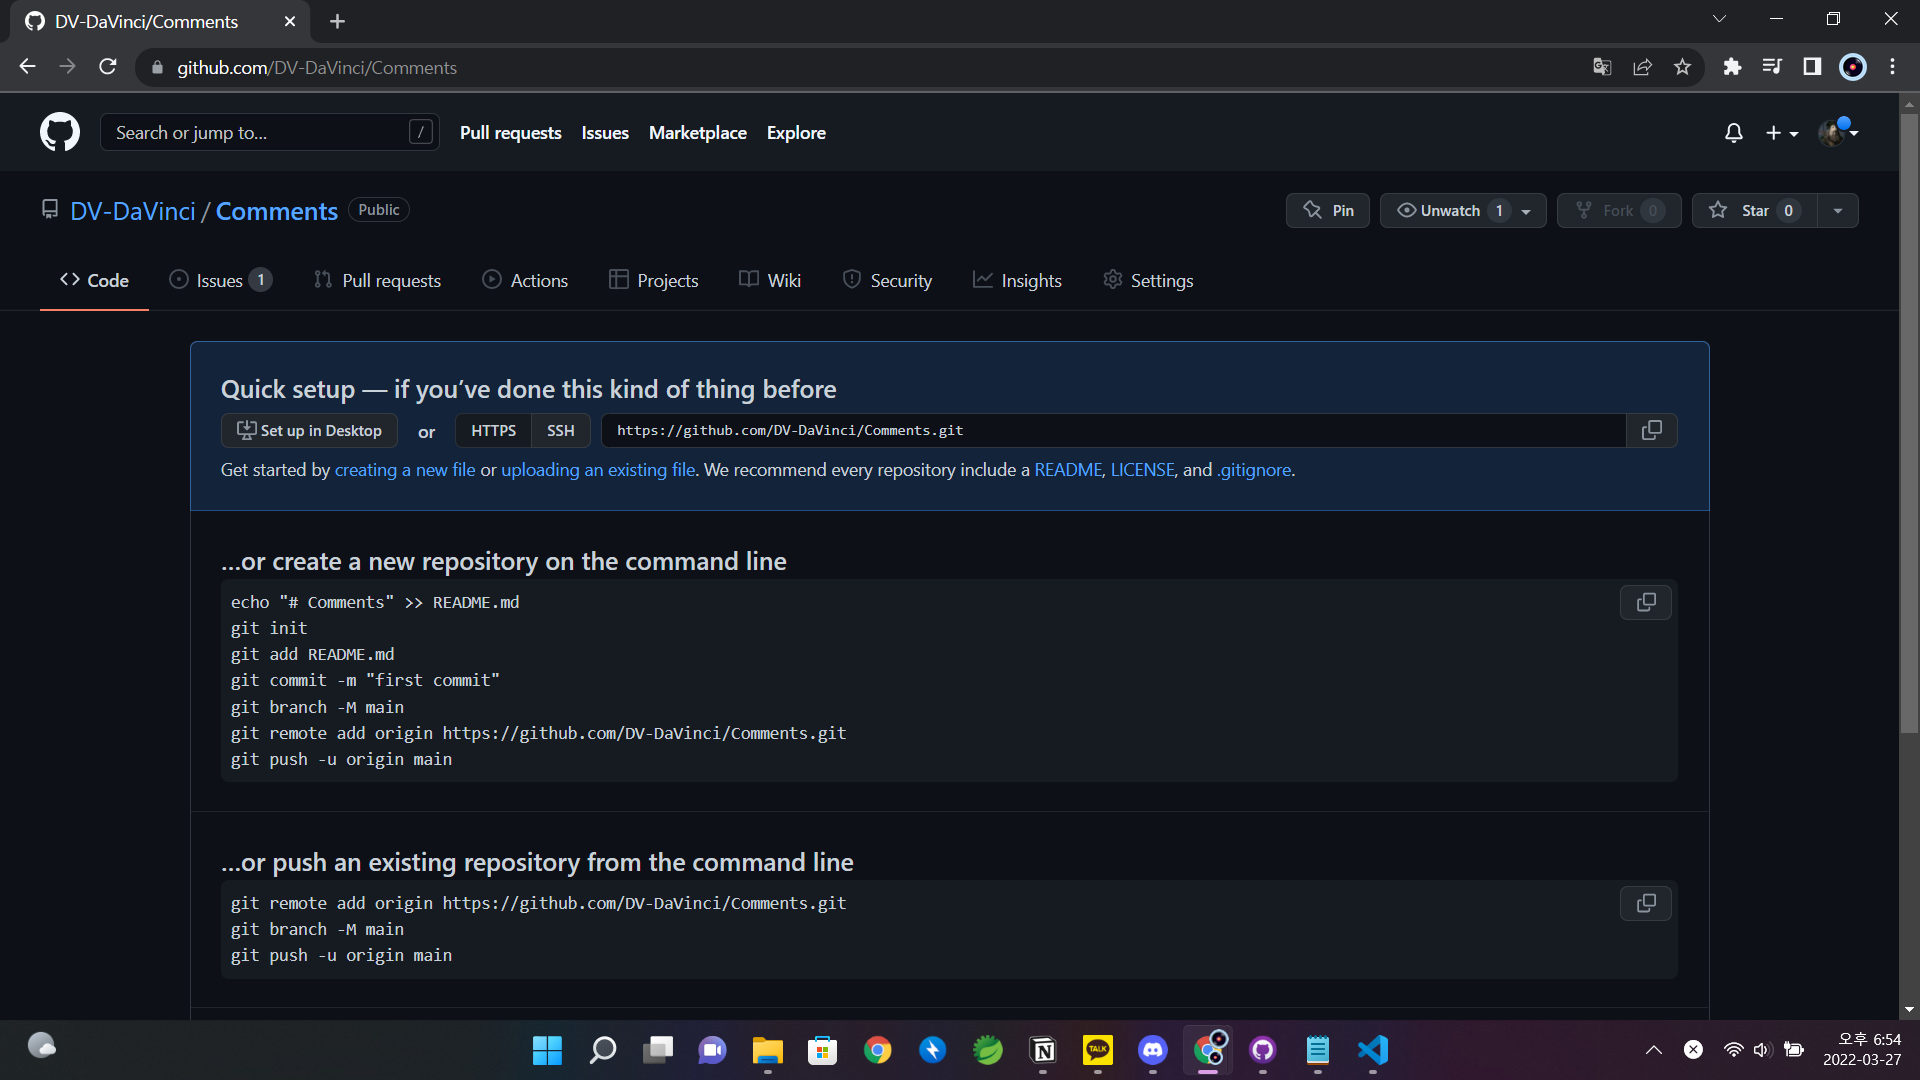 DV-DaVinci/Comments
github.com/DV-DaVinci/Comments
Search or jump to... /
Pull requests
Issues
Marketplace
Explore
DV-DaVinci / Comments Public
Pin
Unwatch 1
Fork 0
Star 0
Code
Issues 1
Pull requests
Actions
Projects
Wiki
Security
Insights
Settings
Quick setup — if you’ve done this kind of thing before
Set up in Desktop or HTTPS SSH https://github.com/DV-DaVinci/Comments.git
Get started by creating a new file or uploading an existing file. We recommend every repository include a README, LICENSE, and .gitignore.
…or create a new repository on the command line
echo "# Comments" >> README.md
git init
git add README.md
git commit -m "first commit"
git branch -M main
git remote add origin https://github.com/DV-DaVinci/Comments.git
git push -u origin main
…or push an existing repository from the command line
git remote add origin https://github.com/DV-DaVinci/Comments.git
git branch -M main
git push -u origin main
TALK
오후 6:54
2022-03-27